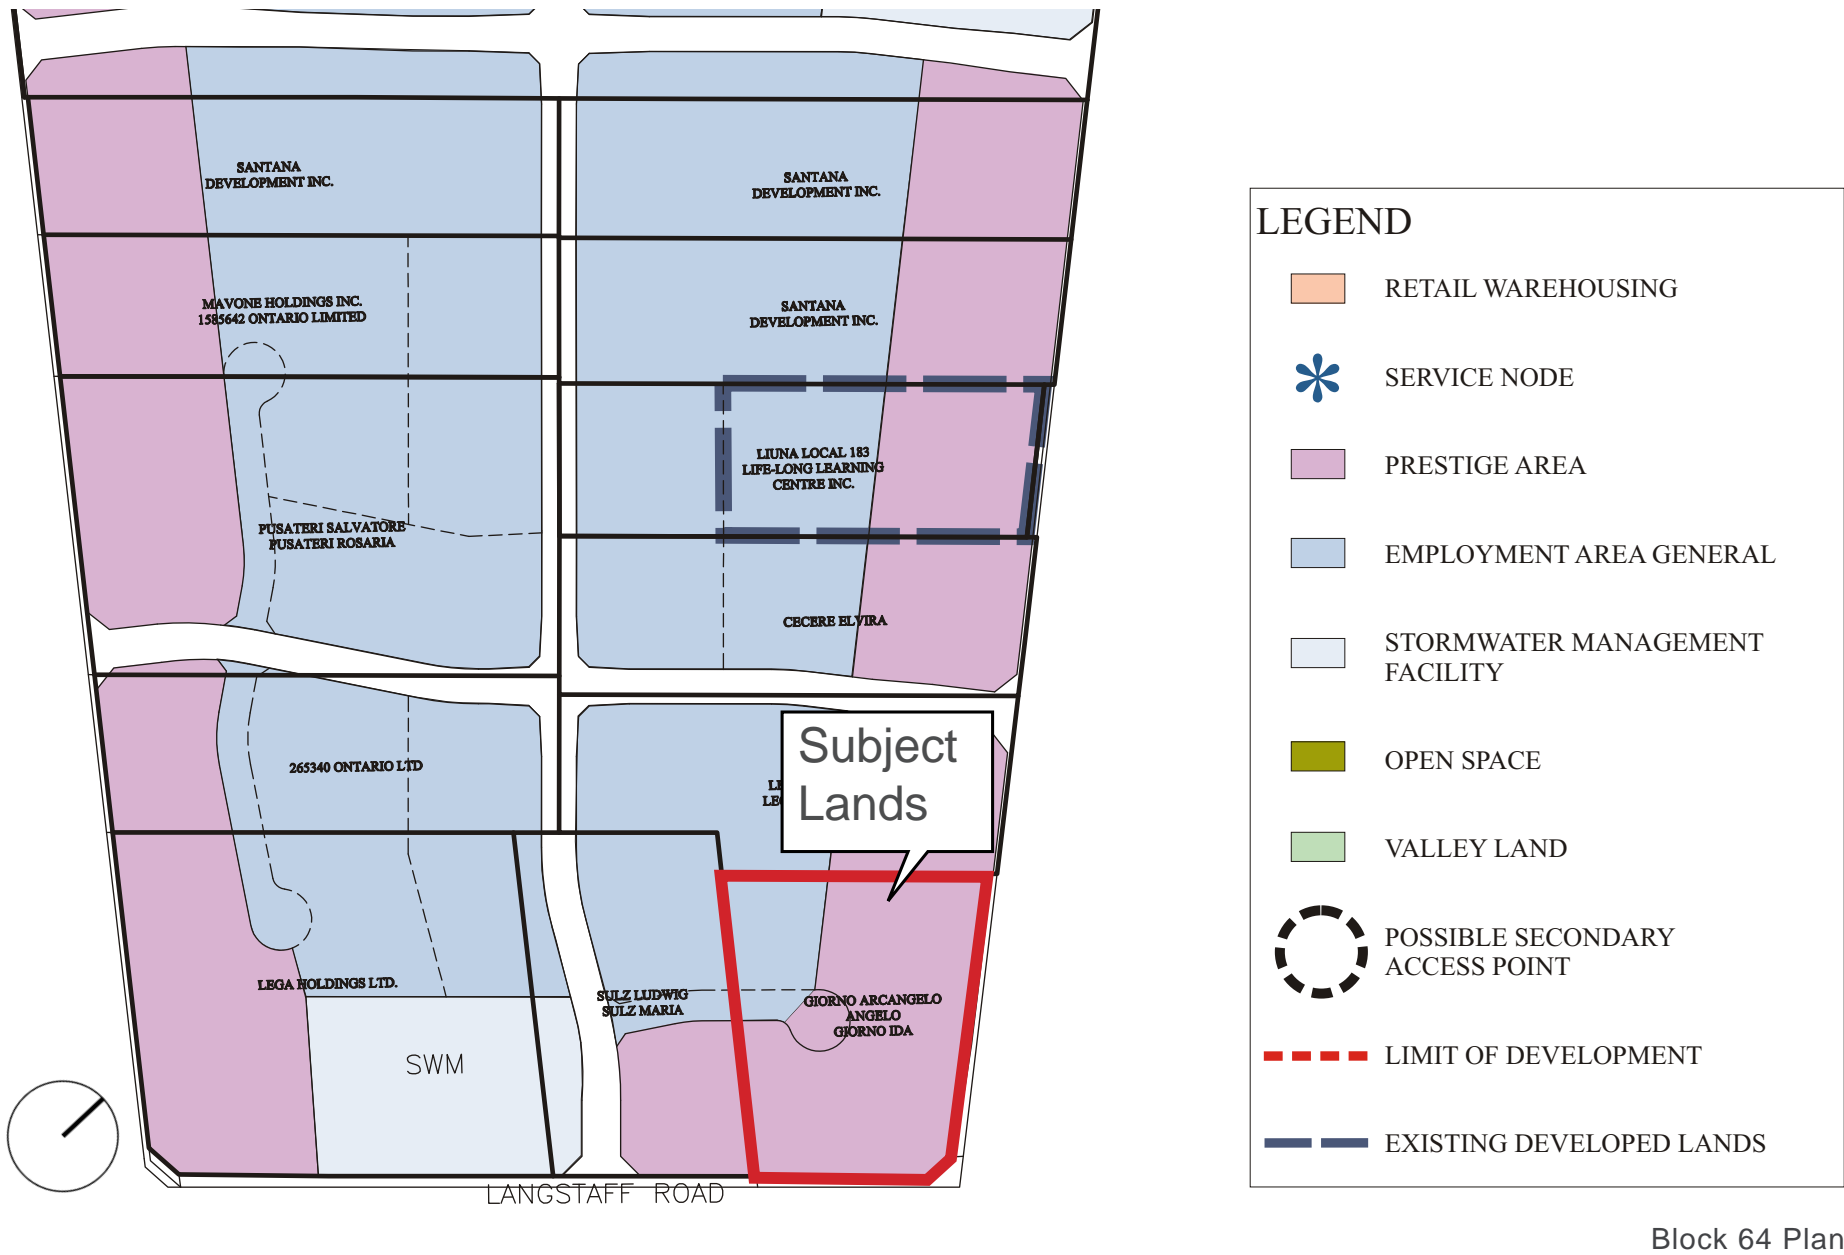 SANTANA
DEVELOPMENT INC.
SANTANA
DEVELOPMENT INC.
MAVONE HOLDINGS INC.
1585642 ONTARIO LIMITED
SANTANA
DEVELOPMENT INC.
LIUNA LOCAL 183
LIFE-LONG LEARNING
CENTRE INC.
PUSATERI SALVATORE
PUSATERI ROSARIA
CECERE ELVIRA
265340 ONTARIO LTD
Subject
Lands
LEGA HOLDINGS LTD.
SULZ LUDWIG
SULZ MARIA
GIORNO ARCANGELO
ANGELO
GIORNO IDA
SWM
LANGSTAFF ROAD
LEGEND
RETAIL WAREHOUSING
SERVICE NODE
PRESTIGE AREA
EMPLOYMENT AREA GENERAL
STORMWATER MANAGEMENT
FACILITY
OPEN SPACE
VALLEY LAND
POSSIBLE SECONDARY
ACCESS POINT
LIMIT OF DEVELOPMENT
EXISTING DEVELOPED LANDS
Block 64 Plan